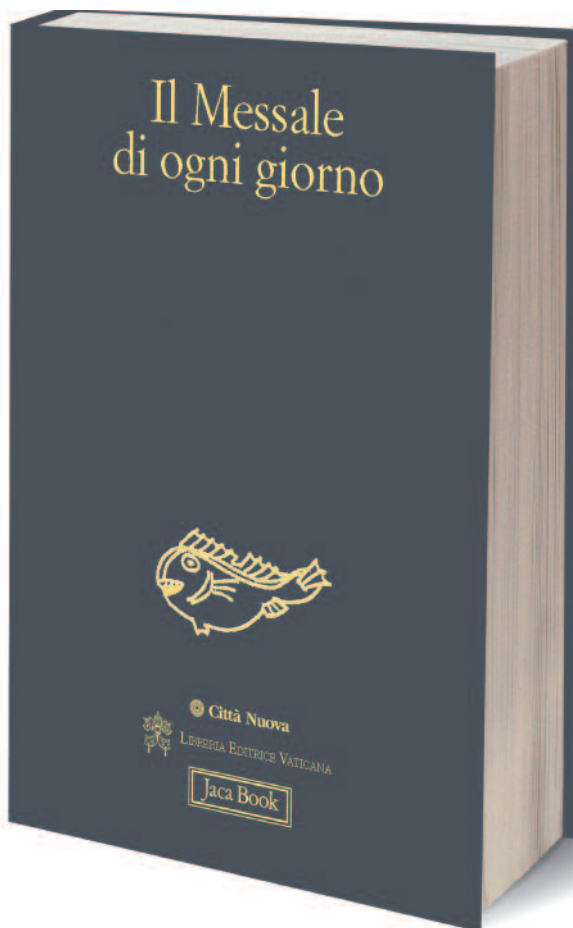 Il Messale
di ogni giorno
Città Nuova
LIBRERIA EDITRICE VATICANA
Jaca Book